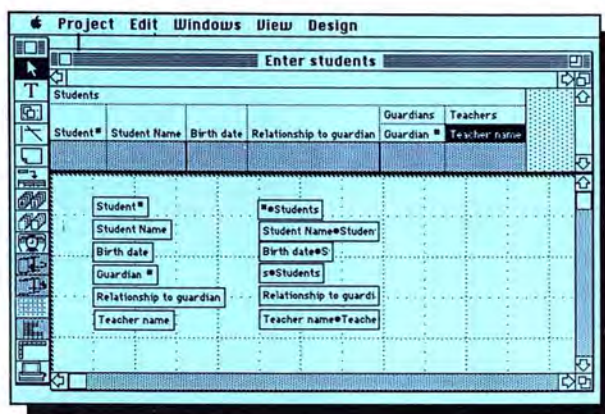 Project Edit Windows View Design
Enter students
Students
Guardians Teachers
Student■ Student Name Birth date Relationship to guardian Guardian ■ Teacher name
Student■ ■●Students
Student Name Student Name●Studen
Birth date Birth date●S
Guardian ■ s●Students
Relationship to guardian Relationship to guardi
Teacher name Teacher name●Teache
T